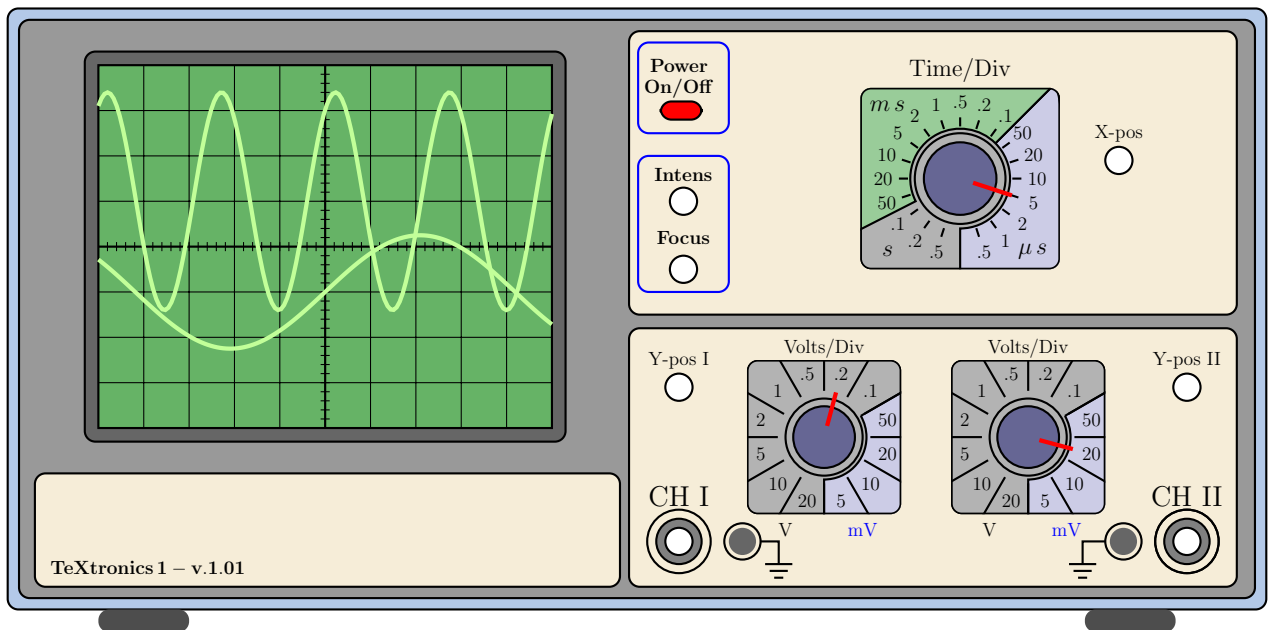 Power
On/Off
Intens
Focus
Time/Div
m s
s
μ s
.5
.2
.1
50
20
10
5
2
1
.5
.2
.1
50
20
10
5
2
1
.5
X-pos
Y-pos I
Volts/Div
.5
.2
.1
50
20
10
5
20
10
5
2
1
V
mV
CH I
Volts/Div
.5
.2
.1
50
20
10
5
20
10
5
2
1
V
mV
Y-pos II
CH II
TeXtronics 1 – v.1.01